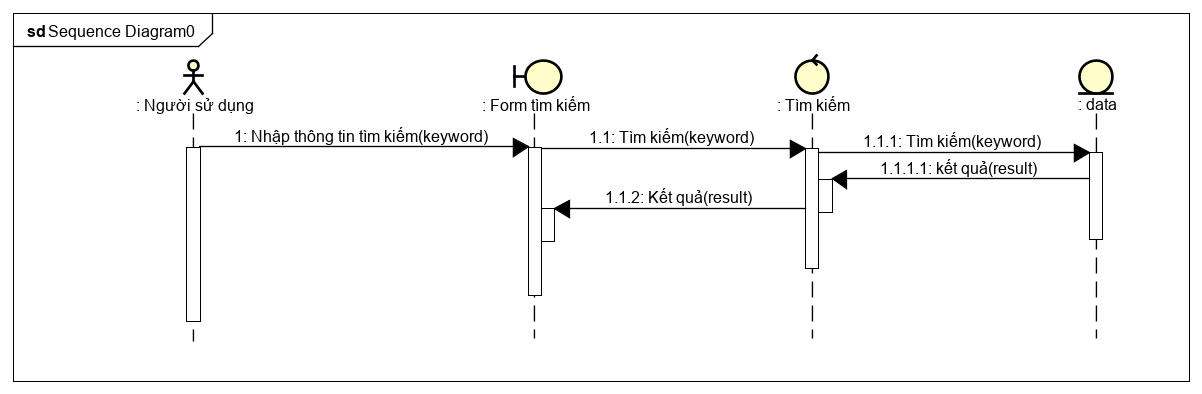 sd Sequence Diagram0
: Người sử dụng
: Form tìm kiếm
: Tìm kiếm
: data
1: Nhập thông tin tìm kiếm(keyword)
1.1: Tìm kiếm(keyword)
1.1.1: Tìm kiếm(keyword)
1.1.1.1: kết quả(result)
1.1.2: Kết quả(result)